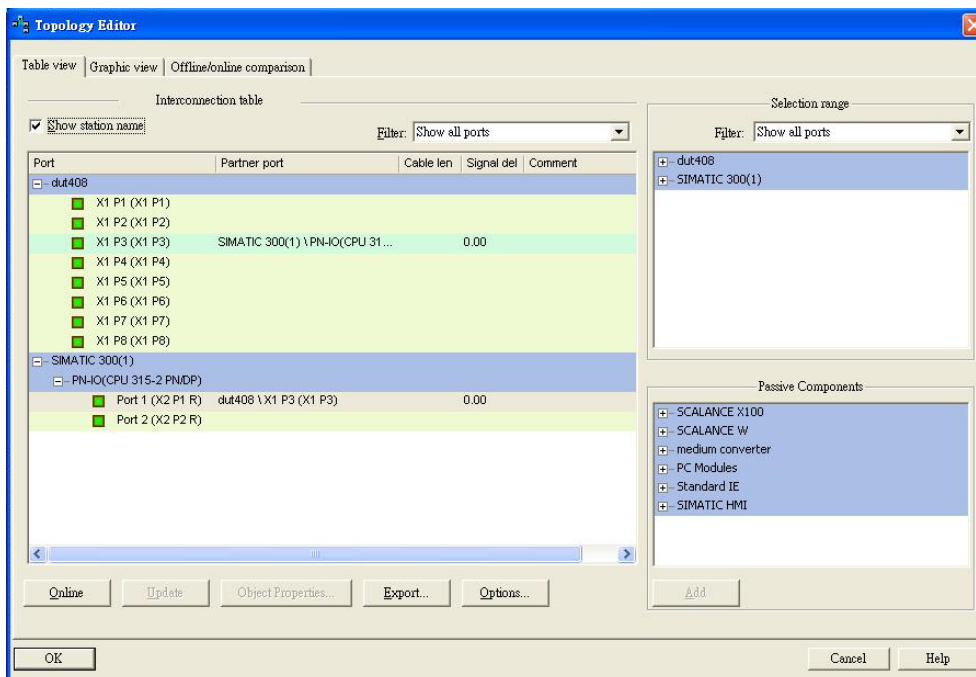 Topology Editor
Table view Graphic view Offline/online comparison
Interconnection table
Show station name
Filter: Show all ports
Port Partner port Cable len Signal del Comment
dut408
X1 P1 (X1 P1)
X1 P2 (X1 P2)
X1 P3 (X1 P3) SIMATIC 300(1) \ PN-IO(CPU 31... 0.00
X1 P4 (X1 P4)
X1 P5 (X1 P5)
X1 P6 (X1 P6)
X1 P7 (X1 P7)
X1 P8 (X1 P8)
SIMATIC 300(1)
PN-IO(CPU 315-2 PN/DP)
Port 1 (X2 P1 R) dut408 \ X1 P3 (X1 P3) 0.00
Port 2 (X2 P2 R)
Online Update Object Properties... Export... Options...
Selection range
Filter: Show all ports
dut408
SIMATIC 300(1)
Passive Components
SCALANCE X100
SCALANCE W
medium converter
PC Modules
Standard IE
SIMATIC HMI
Add
OK Cancel Help